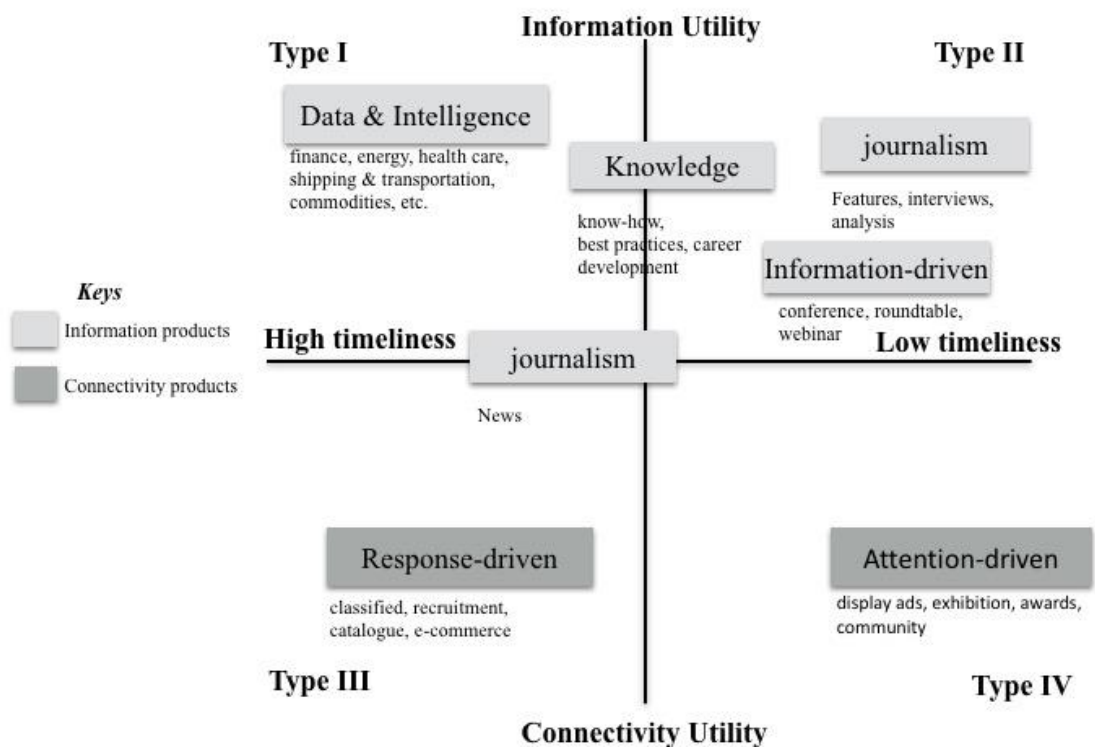 Information Utility
Type I
Type II
Data & Intelligence
finance, energy, health care,
shipping & transportation,
commodities, etc.
Knowledge
know-how,
best practices, career
development
journalism
Features, interviews,
analysis
Information-driven
conference, roundtable,
webinar
Keys
Information products
Connectivity products
High timeliness
journalism
Low timeliness
News
Response-driven
classified, recruitment,
catalogue, e-commerce
Attention-driven
display ads, exhibition, awards,
community
Type III
Type IV
Connectivity Utility